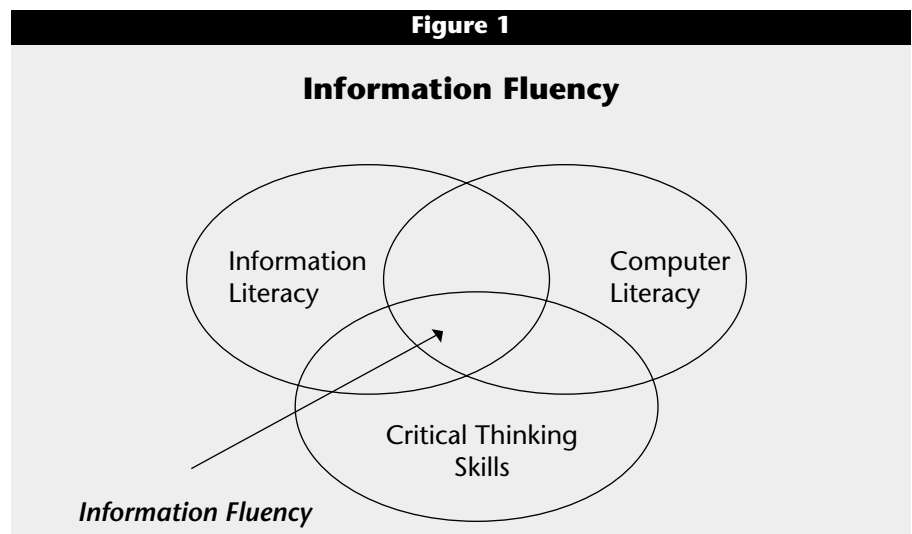 Figure 1
Information Fluency
Information
Literacy
Computer
Literacy
Critical Thinking
Skills
Information Fluency